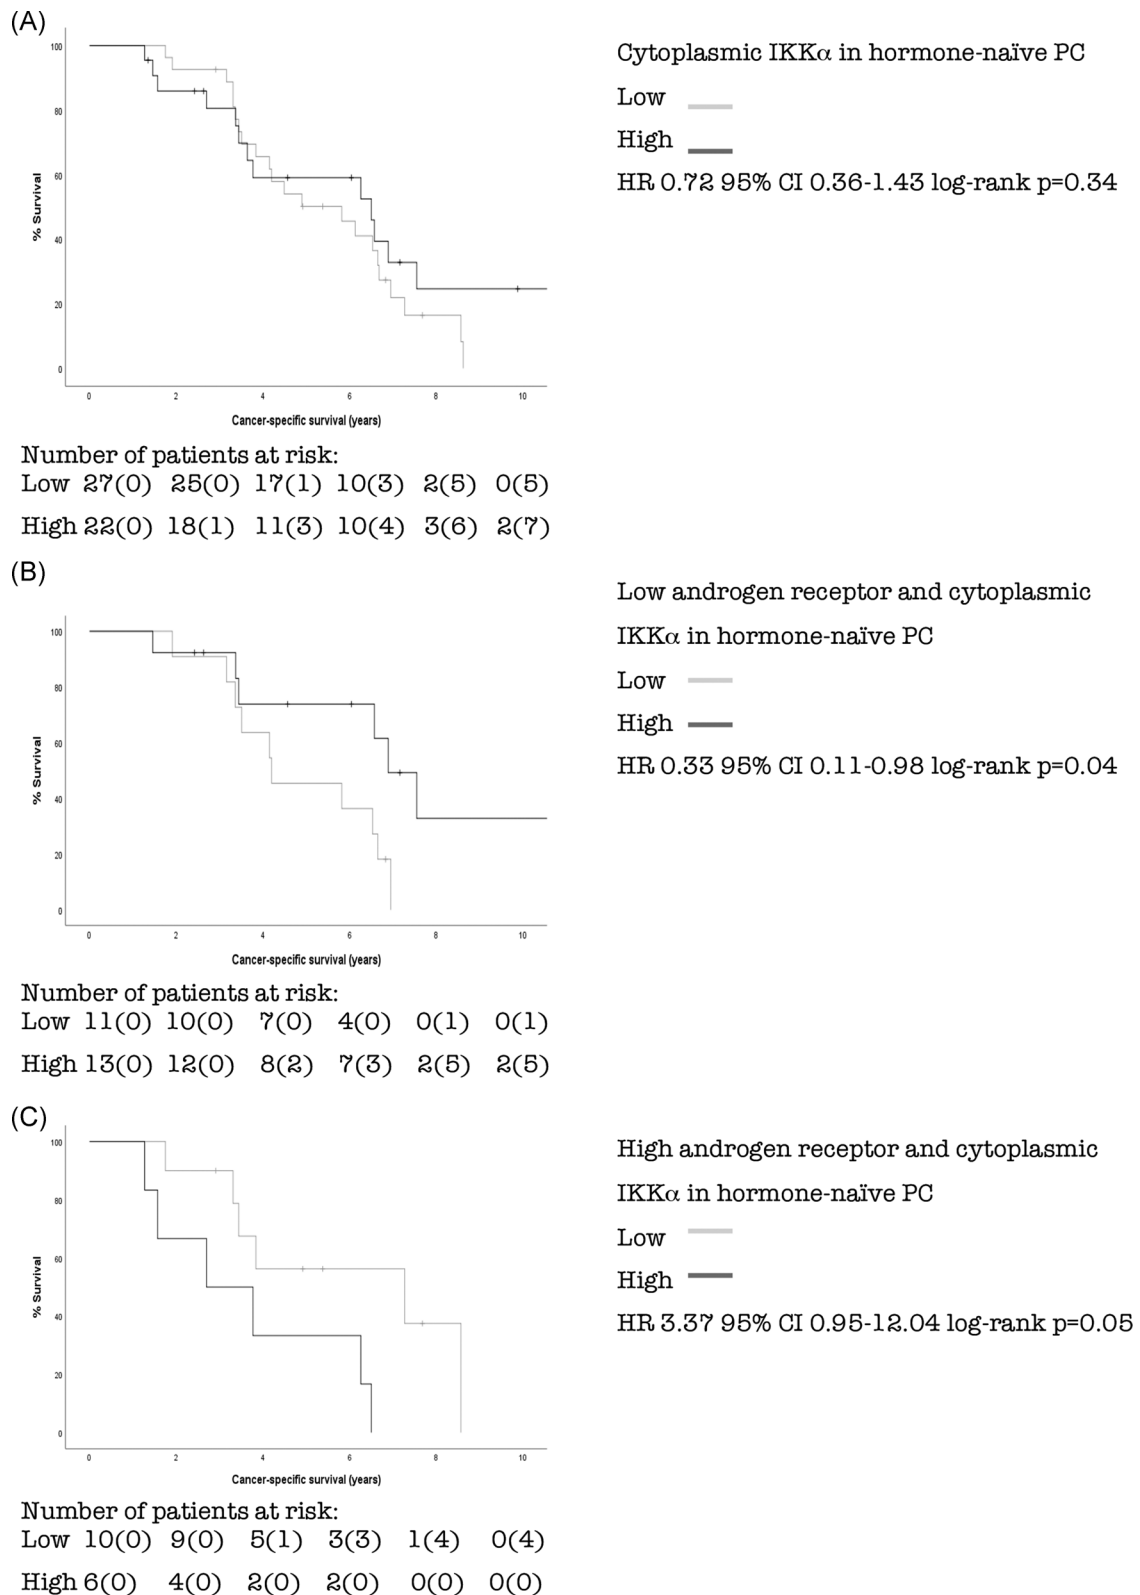 (A)
100
80
60
40
20
0
% Survival
0 2 4 6 8 10
Cancer-specific survival (years)
Cytoplasmic IKKα in hormone-naïve PC
Low
High
HR 0.72 95% CI 0.36-1.43 log-rank p=0.34
Number of patients at risk:
Low 27(0) 25(0) 17(1) 10(3) 2(5) 0(5)
High 22(0) 18(1) 11(3) 10(4) 3(6) 2(7)
(B)
100
80
60
40
20
0
% Survival
0 2 4 6 8 10
Cancer-specific survival (years)
Low androgen receptor and cytoplasmic
IKKα in hormone-naïve PC
Low
High
HR 0.33 95% CI 0.11-0.98 log-rank p=0.04
Number of patients at risk:
Low 11(0) 10(0) 7(0) 4(0) 0(1) 0(1)
High 13(0) 12(0) 8(2) 7(3) 2(5) 2(5)
(C)
100
80
60
40
20
0
% Survival
0 2 4 6 8 10
Cancer-specific survival (years)
High androgen receptor and cytoplasmic
IKKα in hormone-naïve PC
Low
High
HR 3.37 95% CI 0.95-12.04 log-rank p=0.05
Number of patients at risk:
Low 10(0) 9(0) 5(1) 3(3) 1(4) 0(4)
High 6(0) 4(0) 2(0) 2(0) 0(0) 0(0)